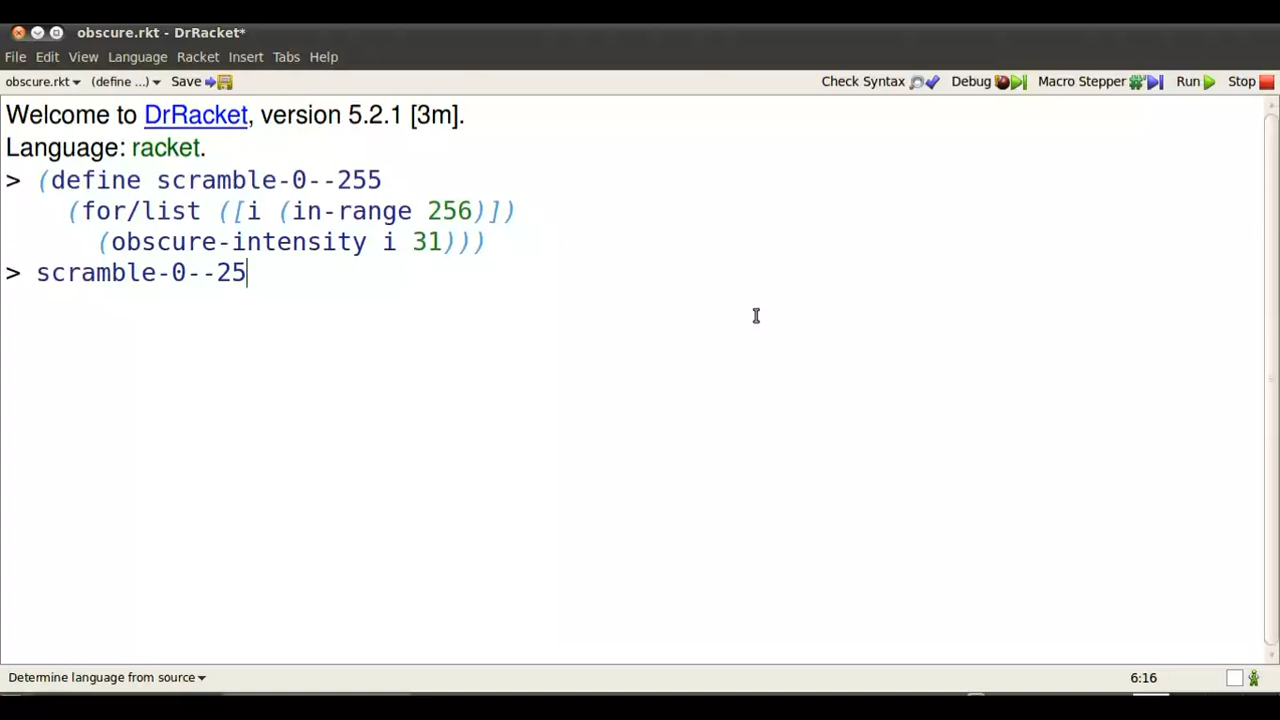 obscure.rkt - DrRacket*
File Edit View Language Racket Insert Tabs Help
obscure.rkt (define ...) Save Check Syntax Debug Macro Stepper Run Stop
Welcome to DrRacket, version 5.2.1 [3m].
Language: racket.
> (define scramble-0--255
(for/list ([i (in-range 256)])
(obscure-intensity i 31)))
> scramble-0--25
Determine language from source 6:16